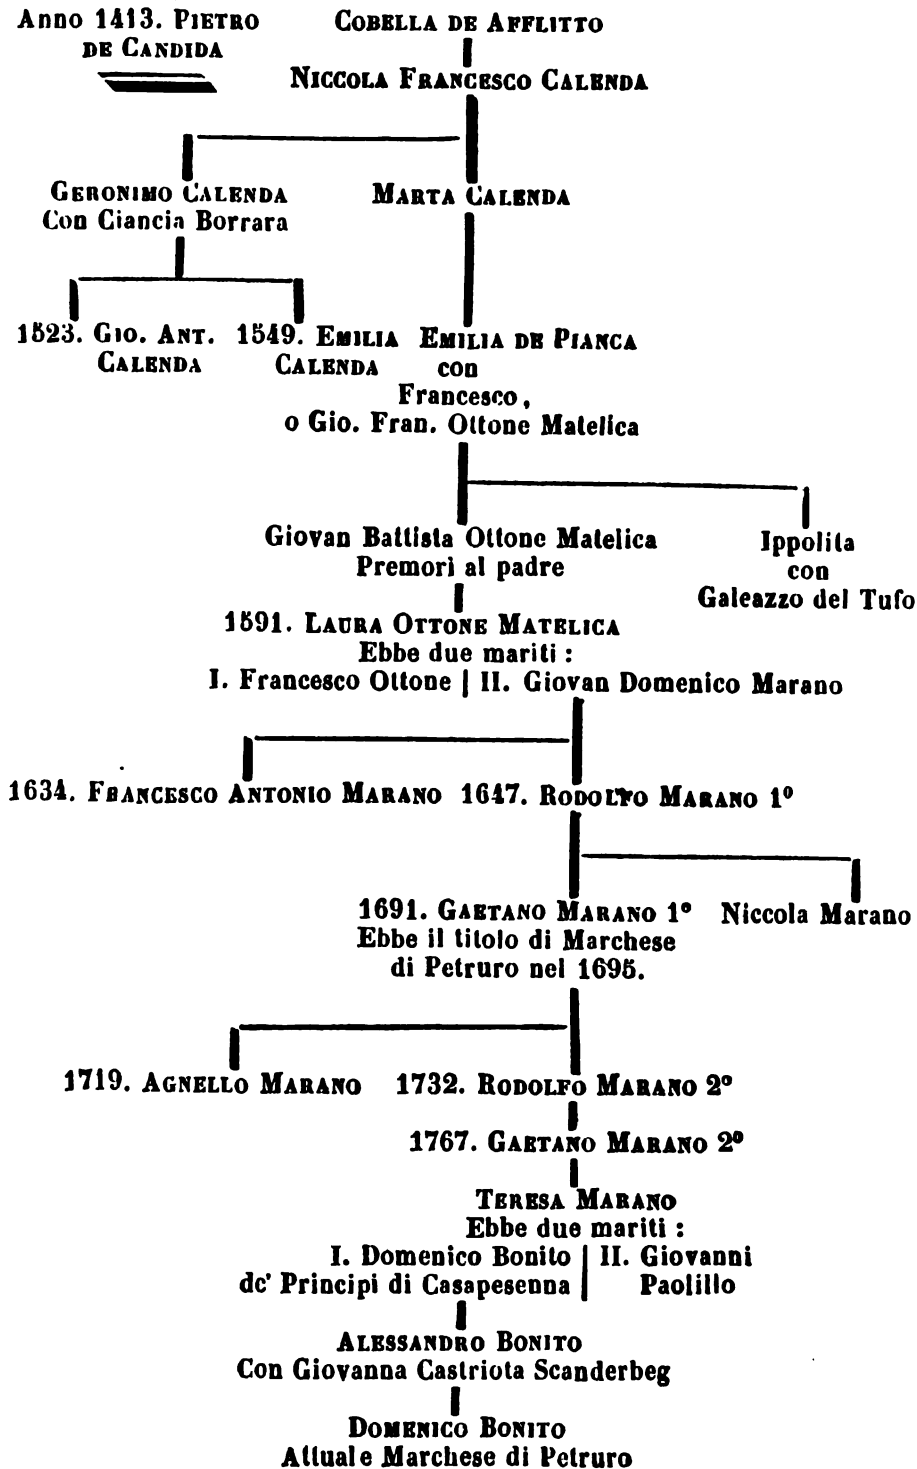 Anno 1413. PIETRO
DE CANDIDA
COBELLA DE AFFLITTO
NICCOLA FRANCESCO CALENDA
GERONIMO CALENDA
Con Ciancia Borrara
MARTA CALENDA
1523. GIO. ANT.
CALENDA
1549. EMILIA
CALENDA
EMILIA DE PIANCA
con
Francesco,
o Gio. Fran. Ottone Matelica
Giovan Battista Ottone Matelica
Premorì al padre
Ippolita
con
Galeazzo del Tufo
1591. LAURA OTTONE MATELICA
Ebbe due mariti :
I. Francesco Ottone | II. Giovan Domenico Marano
1634. FRANCESCO ANTONIO MARANO
1647. RODOLFO MARANO 1º
1691. GAETANO MARANO 1º
Ebbe il titolo di Marchese
di Petruro nel 1695.
Niccola Marano
1719. AGNELLO MARANO
1732. RODOLFO MARANO 2º
1767. GAETANO MARANO 2º
TERESA MARANO
Ebbe due mariti :
I. Domenico Bonito
de' Principi di Casapesenna
II. Giovanni
Paolillo
ALESSANDRO BONITO
Con Giovanna Castriota Scanderbeg
DOMENICO BONITO
Attuale Marchese di Petruro